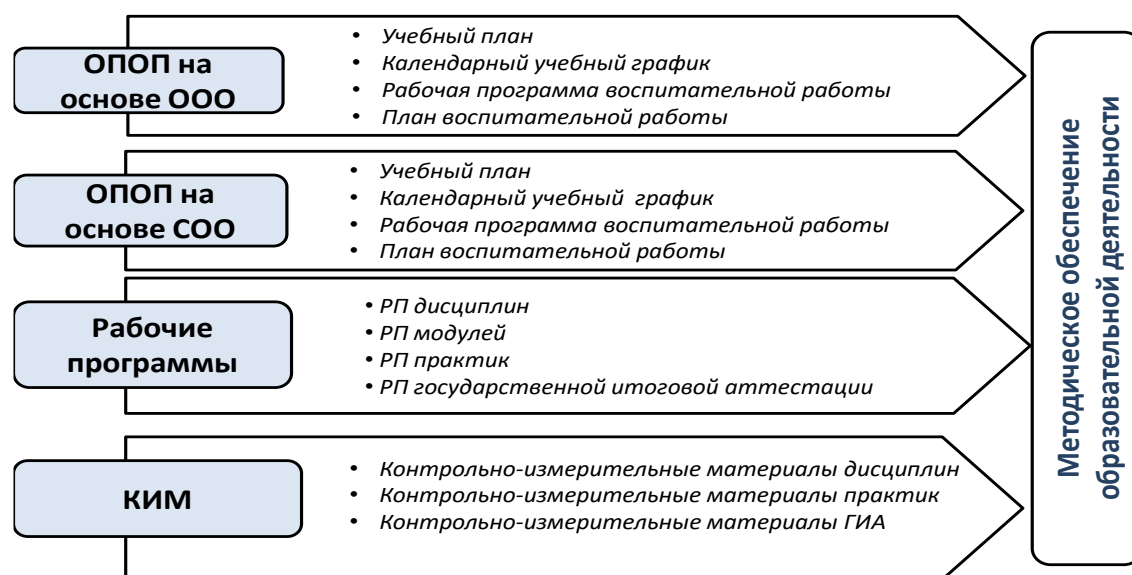 ОПОП на
основе ООО
• Учебный план
• Календарный учебный график
• Рабочая программа воспитательной работы
• План воспитательной работы
ОПОП на
основе СОО
• Учебный план
• Календарный учебный график
• Рабочая программа воспитательной работы
• План воспитательной работы
Рабочие
программы
• РП дисциплин
• РП модулей
• РП практик
• РП государственной итоговой аттестации
КИМ
• Контрольно-измерительные материалы дисциплин
• Контрольно-измерительные материалы практик
• Контрольно-измерительные материалы ГИА
Методическое обеспечение
образовательной деятельности